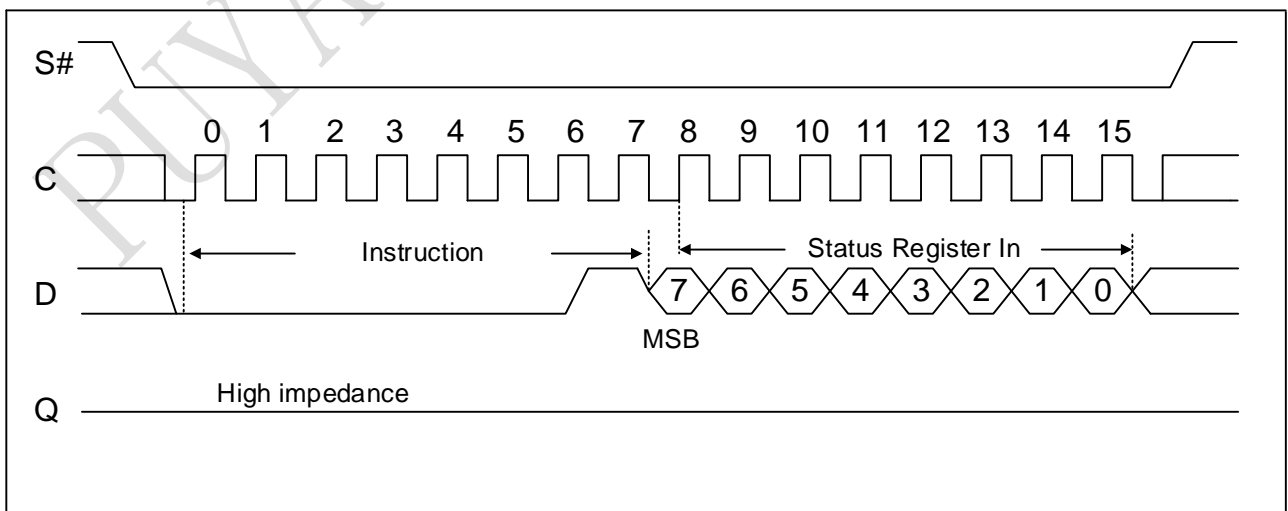 PUYA
S#
0 1 2 3 4 5 6 7 8 9 10 11 12 13 14 15
C
Instruction Status Register In
D 7 6 5 4 3 2 1 0
MSB
High impedance
Q